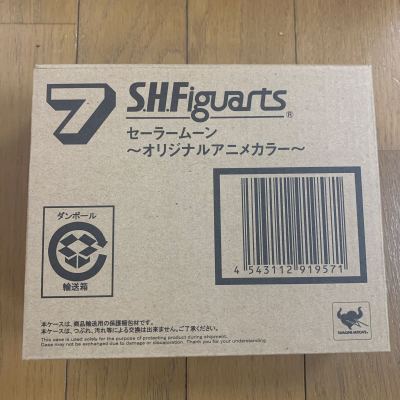 S.H.Figuarts®
セーラームーン
～オリジナルアニメカラー～
ダンボール
輸送箱
4 543112 919571
本ケースは、商品輸送用の保護梱包材です。
本ケースは、つぶれ、汚れ等による交換は出来ません。ご了承ください。
This case is used solely for the purpose of protecting product during shipment.
Case may not be exchanged due to damage or discoloration. Thank you for your understanding
TAMASHII NATIONS